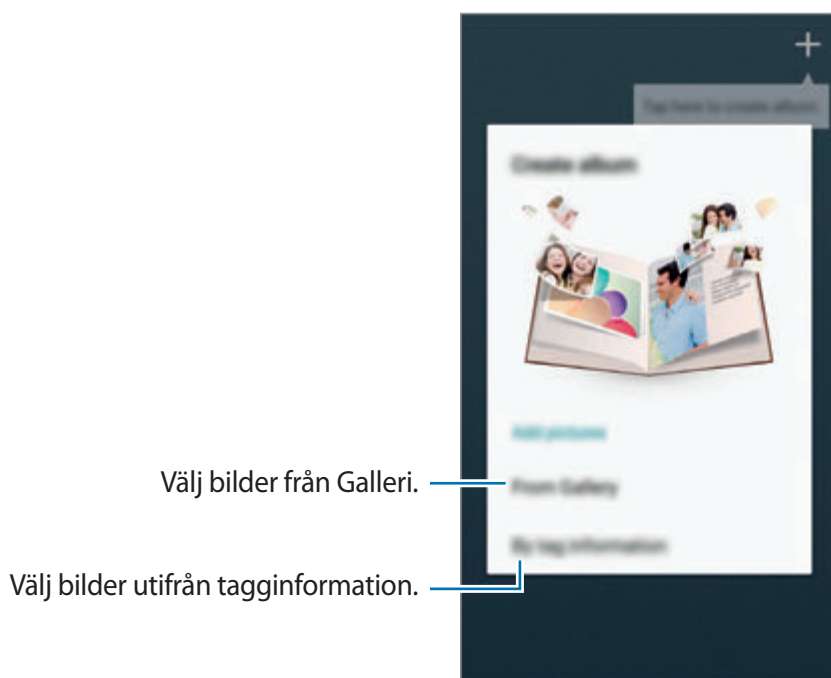 Tap here to create album.
Create album
Add pictures
Välj bilder från Galleri.
From Gallery
By tag information
Välj bilder utifrån tagginformation.